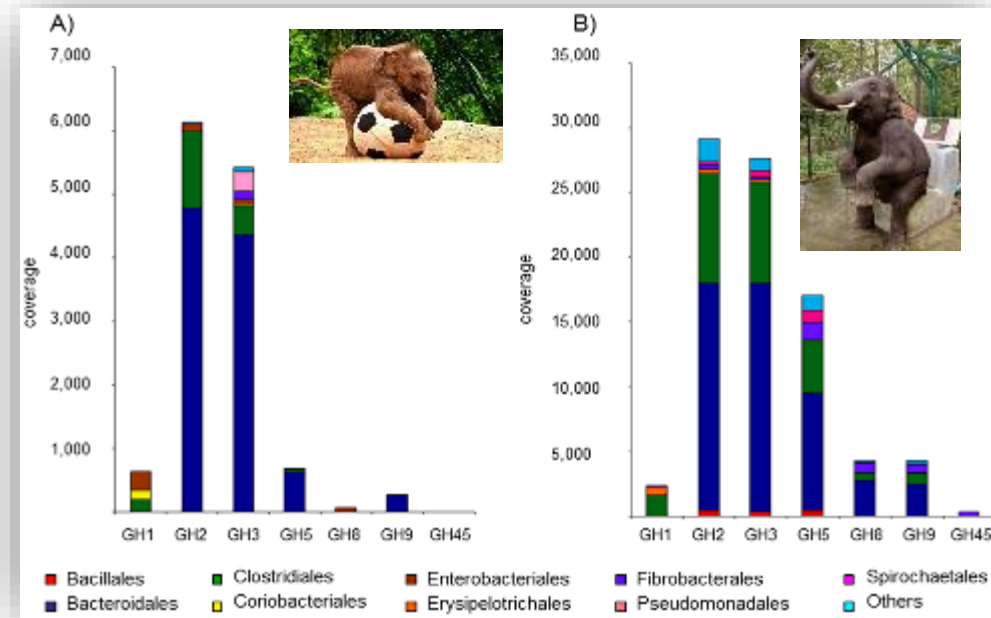 A)
7,000
6,000
5,000
4,000
3,000
2,000
1,000
coverage
GH1 GH2 GH3 GH5 GH8 GH9 GH45
B)
35,000
30,000
25,000
20,000
15,000
10,000
5,000
coverage
GH1 GH2 GH3 GH5 GH8 GH9 GH45
Bacillales Clostridiales Enterobacteriales Fibrobacterales Spirochaetales
Bacteroidales Coriobacteriales Erysipelotrichales Pseudomonadales Others